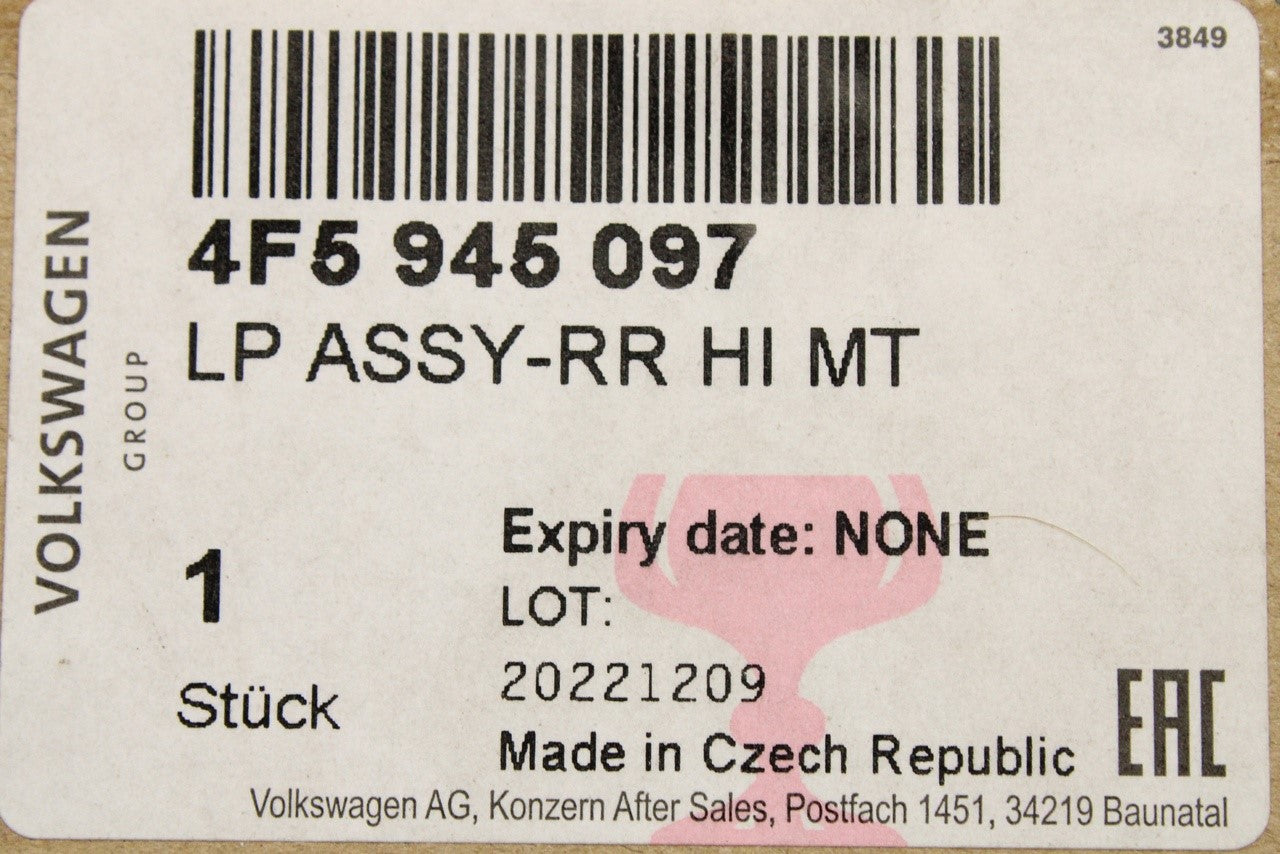 3849
4F5 945 097
LP ASSY-RR HI MT
VOLKSWAGEN
GROUP
1
Stück
Expiry date: NONE
LOT:
20221209
Made in Czech Republic
EAC
Volkswagen AG, Konzern After Sales, Postfach 1451, 34219 Baunatal